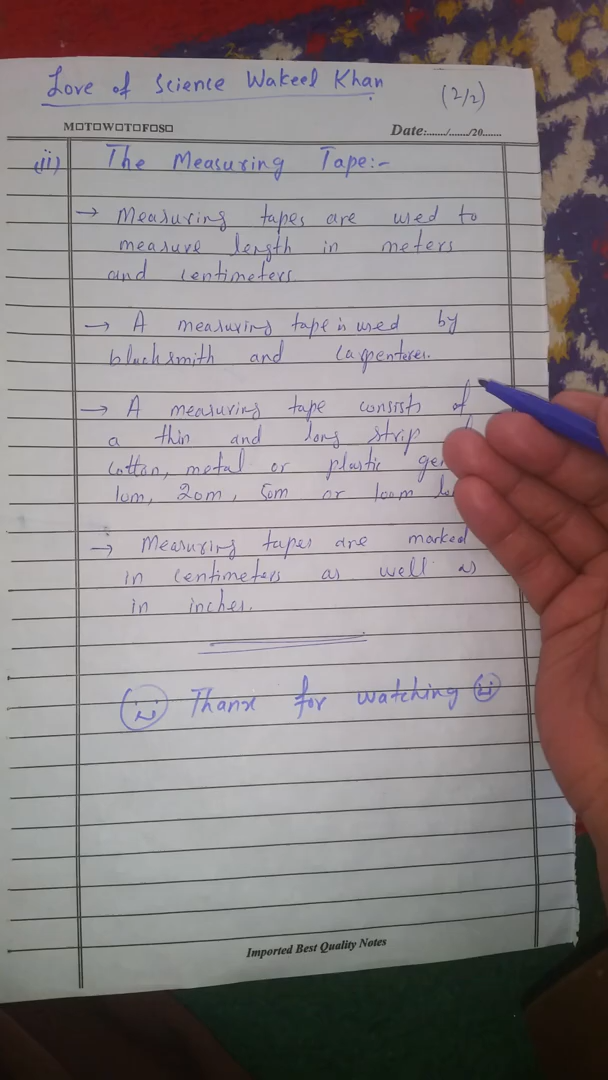 Love of Science Wakeel Khan
(2/2)
M□T□W□T□F□S□
Date:....../....../20.......
(ii) The Measuring Tape:-
→ Measuring tapes are used to
measure length in meters
and centimeters
→ A measuring tape is used by
blacksmith and Carpenteres.
→ A measuring tape consists of
a thin and long strip
Cotton, metal or plastic
10m, 20m, 50m or 100m
→ Measuring tapes are marked
in centimeters as well as
in inches.
Thanx for watching
Imported Best Quality Notes